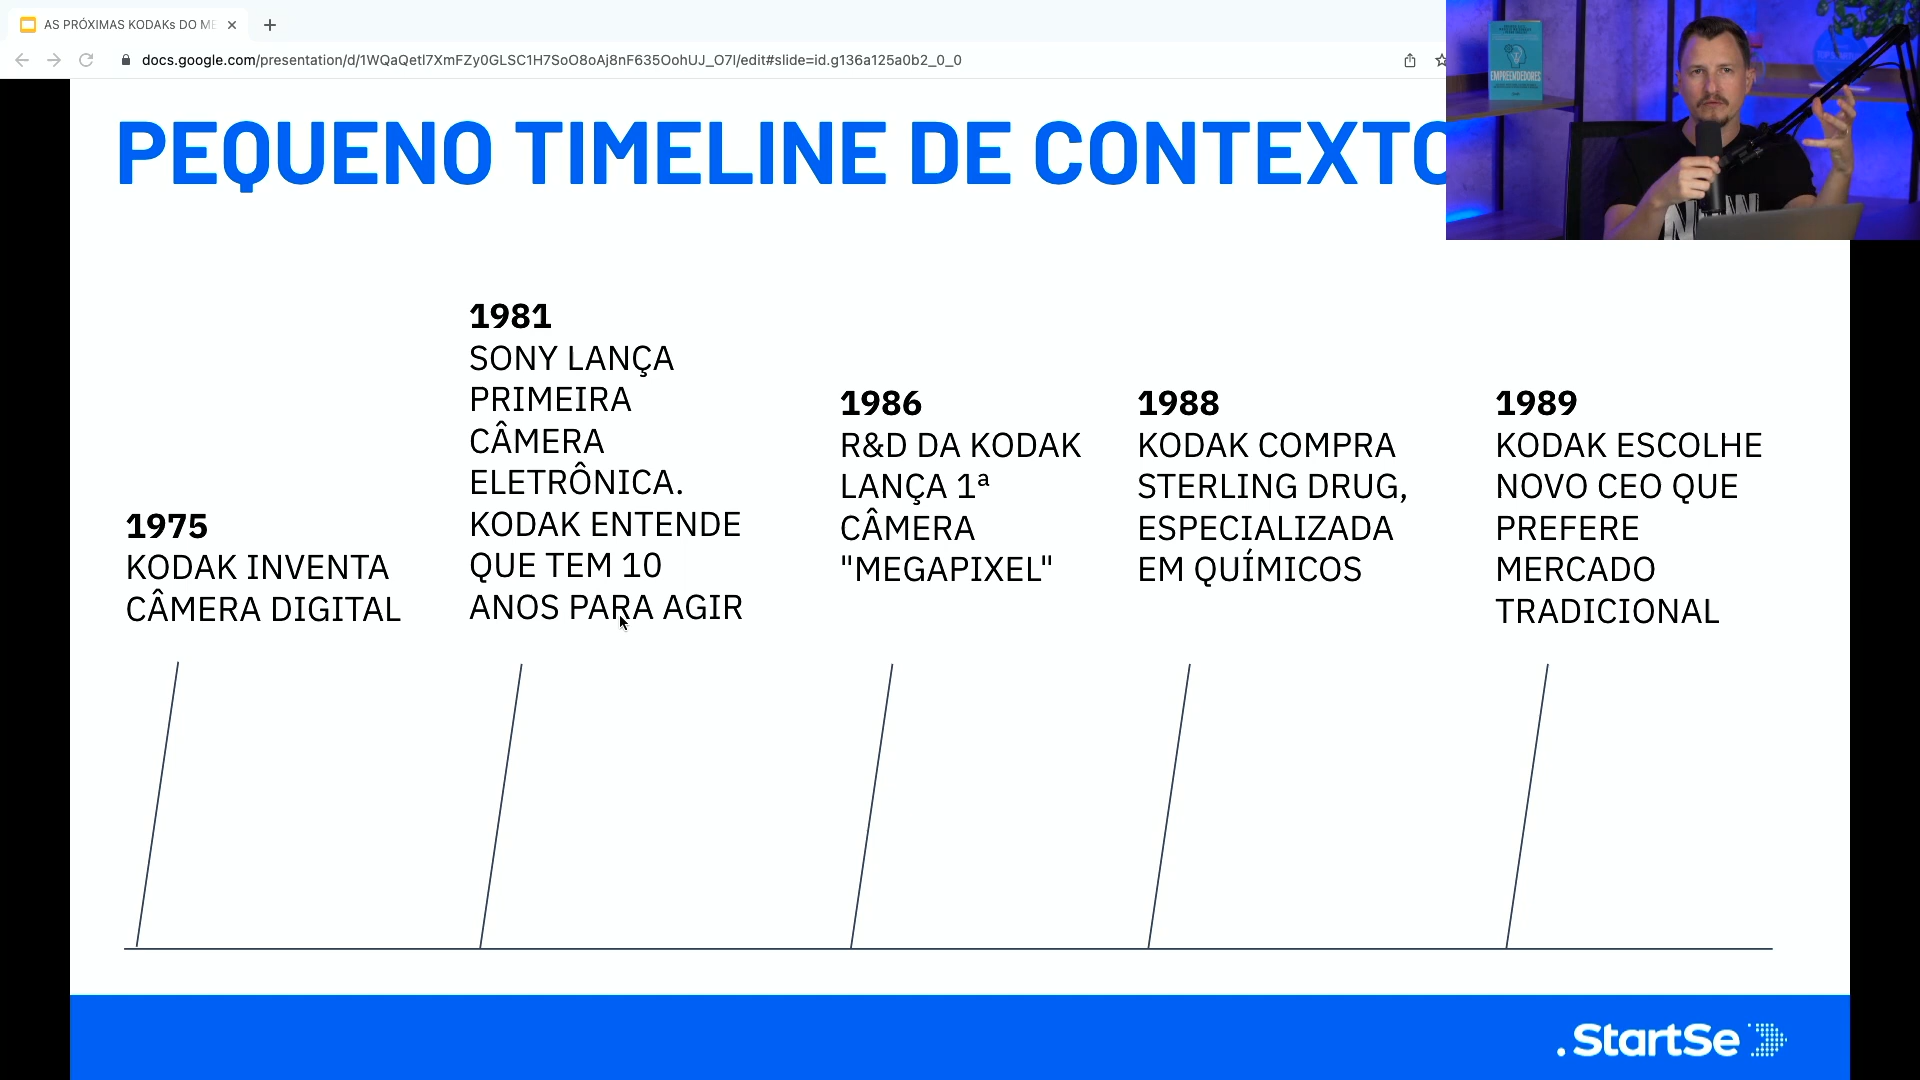 AS PRÓXIMAS KODAKs DO ME
docs.google.com/presentation/d/1WQaQetl7XmFZy0GLSC1H7SoO8oAj8nF635OohUJ_O7I/edit#slide=id.g136a125a0b2_0_0
PEQUENO TIMELINE DE CONTEXTO
EMPREENDEDORES
1975
KODAK INVENTA
CÂMERA DIGITAL
1981
SONY LANÇA
PRIMEIRA
CÂMERA
ELETRÔNICA.
KODAK ENTENDE
QUE TEM 10
ANOS PARA AGIR
1986
R&D DA KODAK
LANÇA 1ª
CÂMERA
"MEGAPIXEL"
1988
KODAK COMPRA
STERLING DRUG,
ESPECIALIZADA
EM QUÍMICOS
1989
KODAK ESCOLHE
NOVO CEO QUE
PREFERE
MERCADO
TRADICIONAL
.StartSe